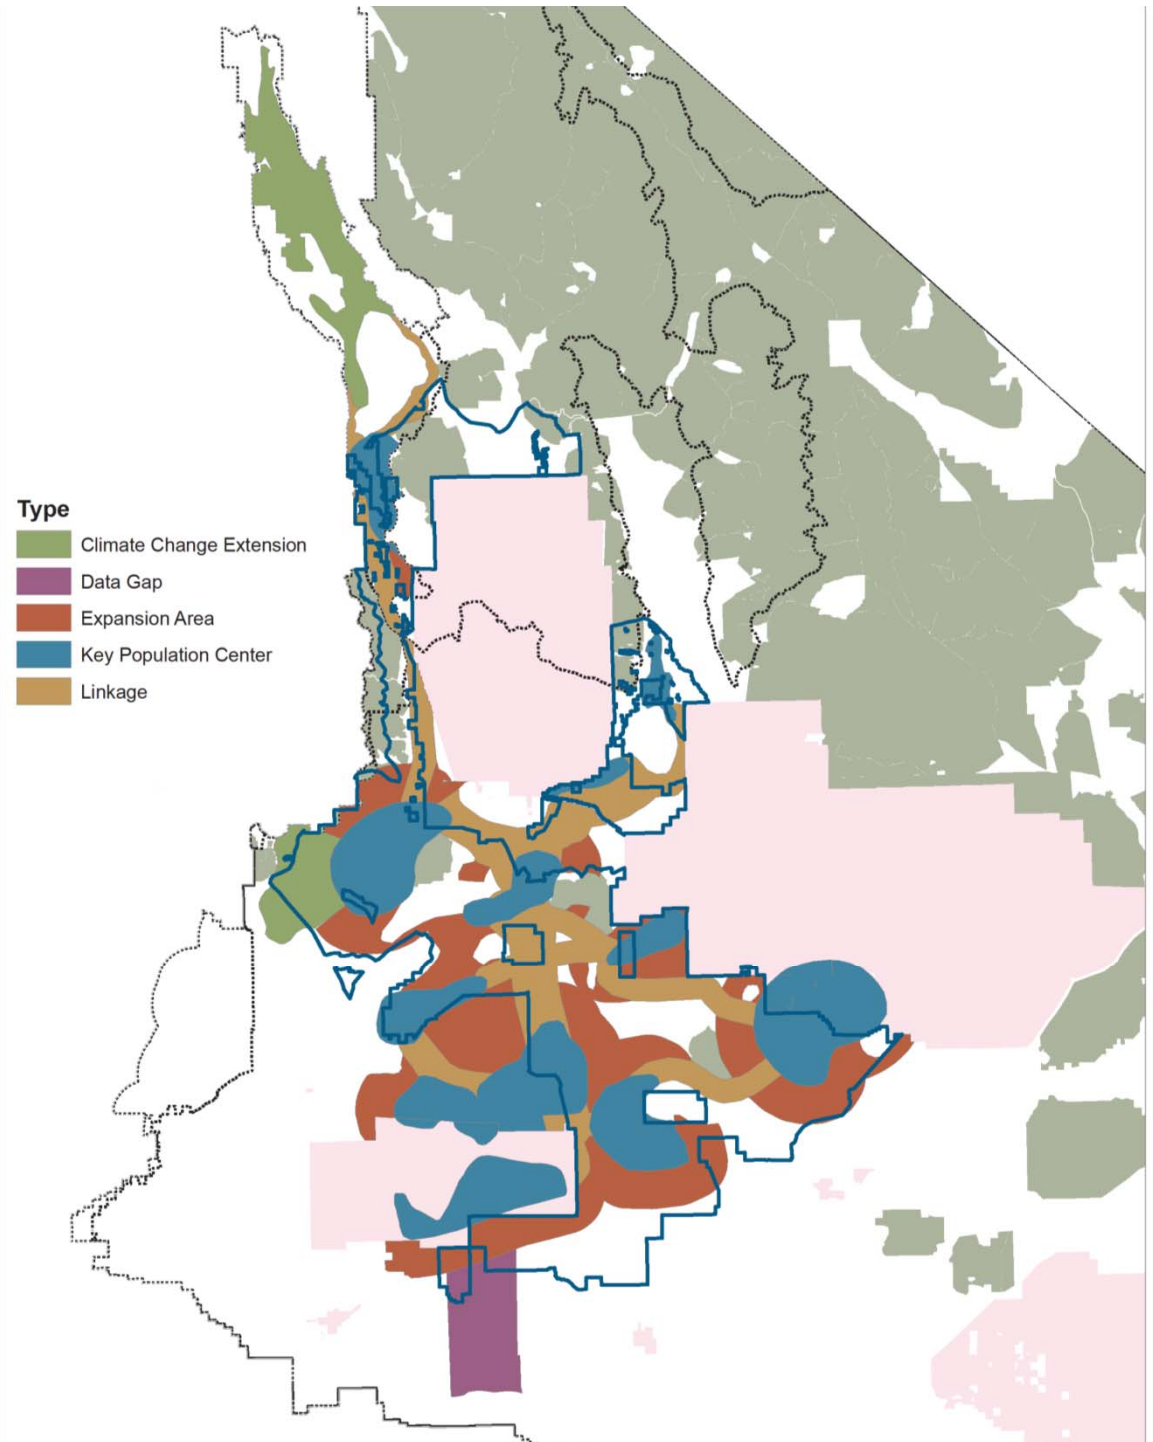 Type
Climate Change Extension
Data Gap
Expansion Area
Key Population Center
Linkage